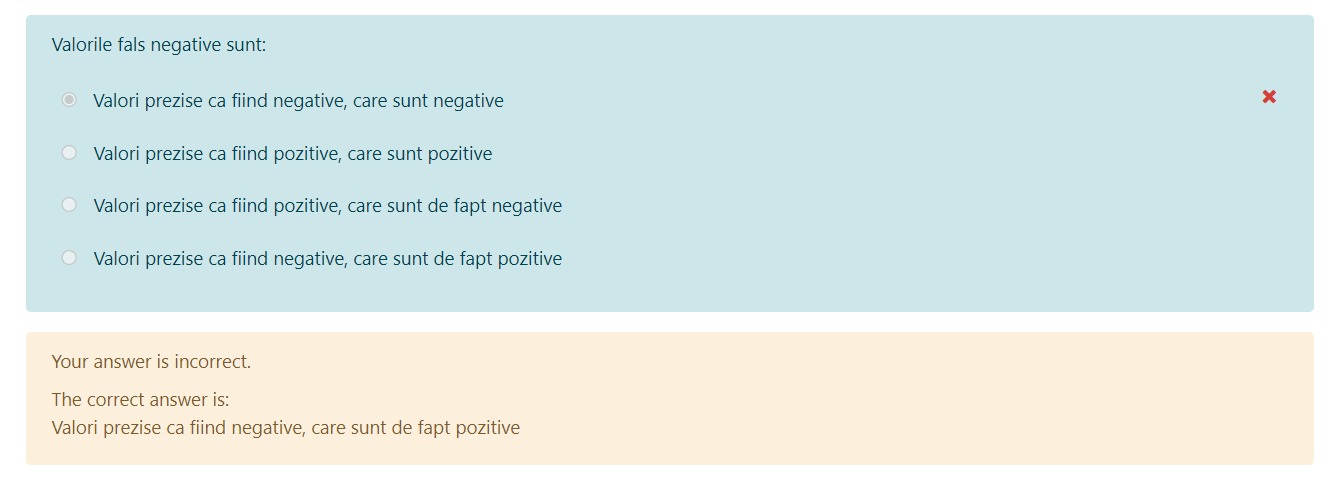 Valorile fals negative sunt:
Valori prezise ca fiind negative, care sunt negative
Valori prezise ca fiind pozitive, care sunt pozitive
Valori prezise ca fiind pozitive, care sunt de fapt negative
Valori prezise ca fiind negative, care sunt de fapt pozitive
Your answer is incorrect.
The correct answer is:
Valori prezise ca fiind negative, care sunt de fapt pozitive